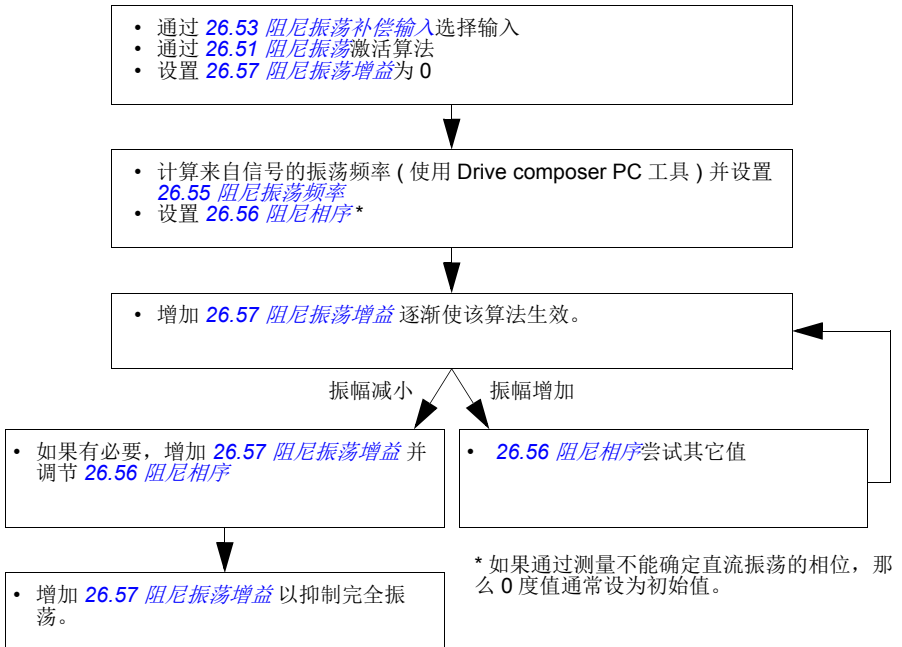 • 通过 26.53 阻尼振荡补偿输入选择输入
• 通过 26.51 阻尼振荡激活算法
• 设置 26.57 阻尼振荡增益为 0
• 计算来自信号的振荡频率 ( 使用 Drive composer PC 工具 ) 并设置
26.55 阻尼振荡频率
• 设置 26.56 阻尼相序 *
• 增加 26.57 阻尼振荡增益 逐渐使该算法生效。
振幅减小
振幅增加
• 如果有必要，增加 26.57 阻尼振荡增益 并
调节 26.56 阻尼相序
• 26.56 阻尼相序尝试其它值
• 增加 26.57 阻尼振荡增益 以抑制完全振
荡。
* 如果通过测量不能确定直流振荡的相位，那
么 0 度值通常设为初始值。